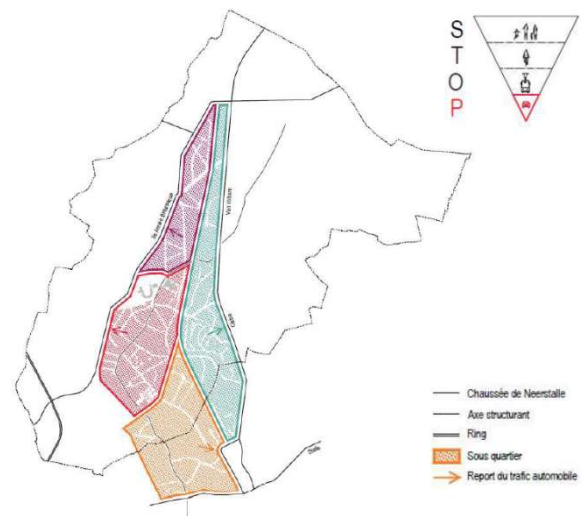 S
T
O
P
Chaussée de Neerstalle
Axe structurant
Ring
Sous quartier
Report du trafic automobile